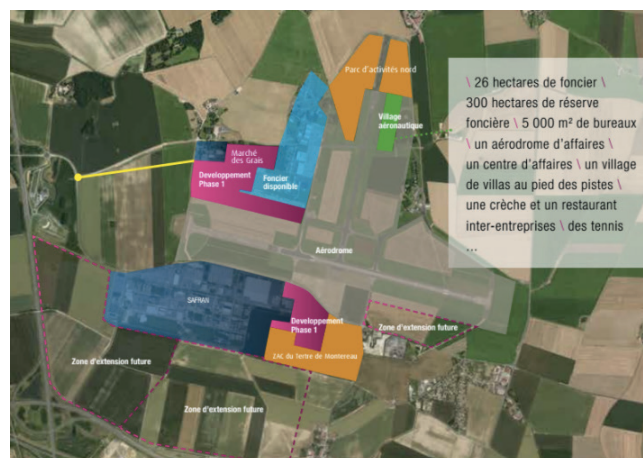 Parc d'activités nord
\ 26 hectares de foncier \
300 hectares de réserve
foncière \ 5 000 m² de bureaux
\ un aérodrome d'affaires \
un centre d'affaires \ un village
de villas au pied des pistes \
une crèche et un restaurant
inter-entreprises \ des tennis
...
Village
aéronautique
Marché
des Grais
Developpement
Phase 1
Foncier
disponible
Aérodrome
SAFRAN
Developpement
Phase 1
Zone d'extension future
ZAC du Tertre de Montereau
Zone d'extension future
Zone d'extension future